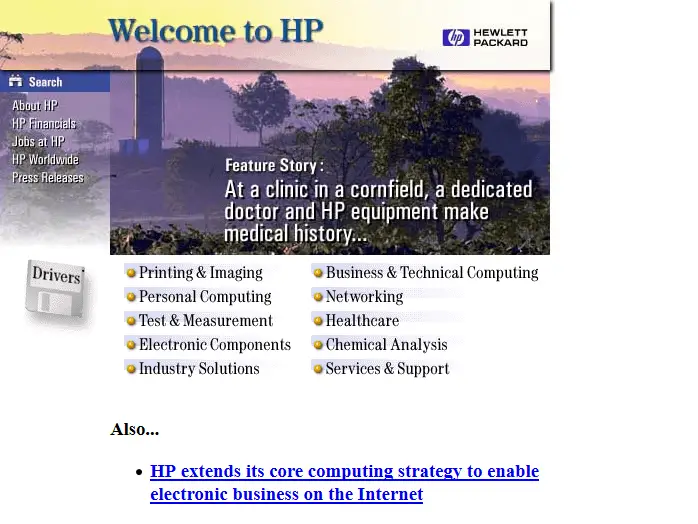 Welcome to HP
hp HEWLETT
PACKARD
Search
About HP
HP Financials
Jobs at HP
HP Worldwide
Press Releases
Feature Story :
At a clinic in a cornfield, a dedicated
doctor and HP equipment make
medical history...
Drivers
Printing & Imaging
Business & Technical Computing
Personal Computing
Networking
Test & Measurement
Healthcare
Electronic Components
Chemical Analysis
Industry Solutions
Services & Support
Also...
HP extends its core computing strategy to enable
electronic business on the Internet